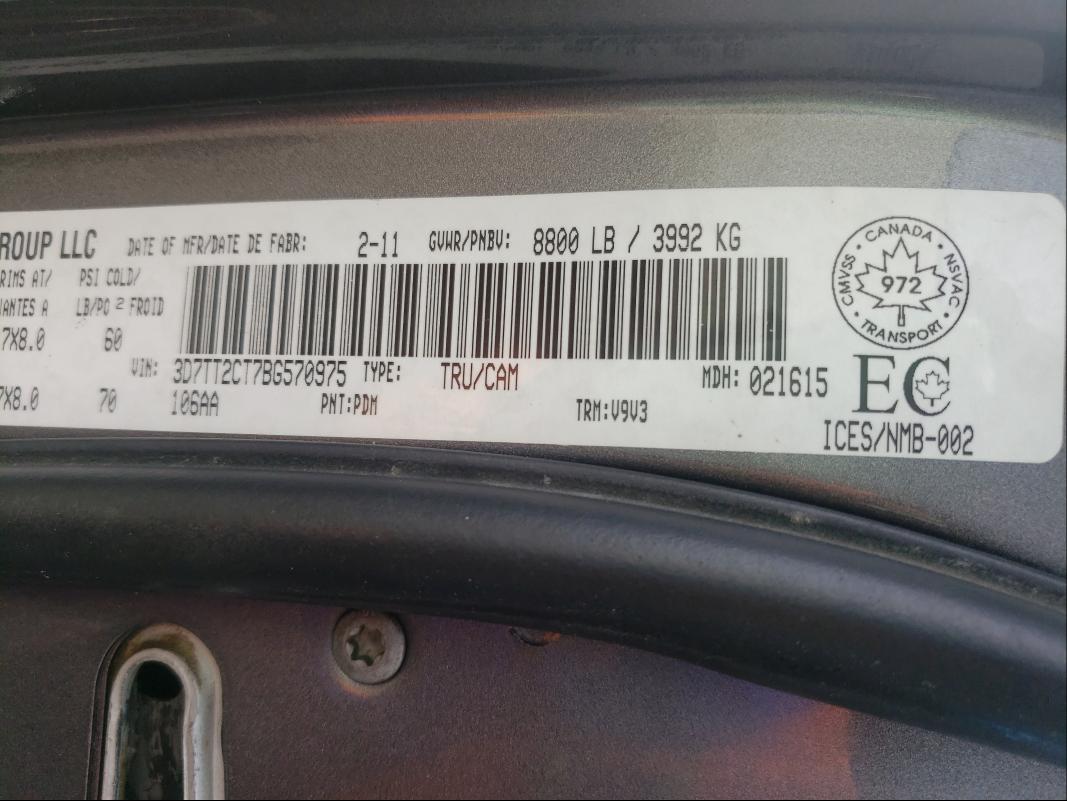 ROUP LLC DATE OF MFR/DATE DE FABR: 2-11 GVWR/PNBV: 8800 LB / 3992 KG
RIMS AT/ PSI COLD/
ANTES A LB/PO 2 FROID
7X8.0 60
VIN: 3D7TT2CT7BG570975 TYPE: TRU/CAM MDH: 021615
7X8.0 70 106AA PNT:PDM TRM:V9V3
CANADA
CMVSS 972 NSVAC
TRANSPORT
EC
ICES/NMB-002